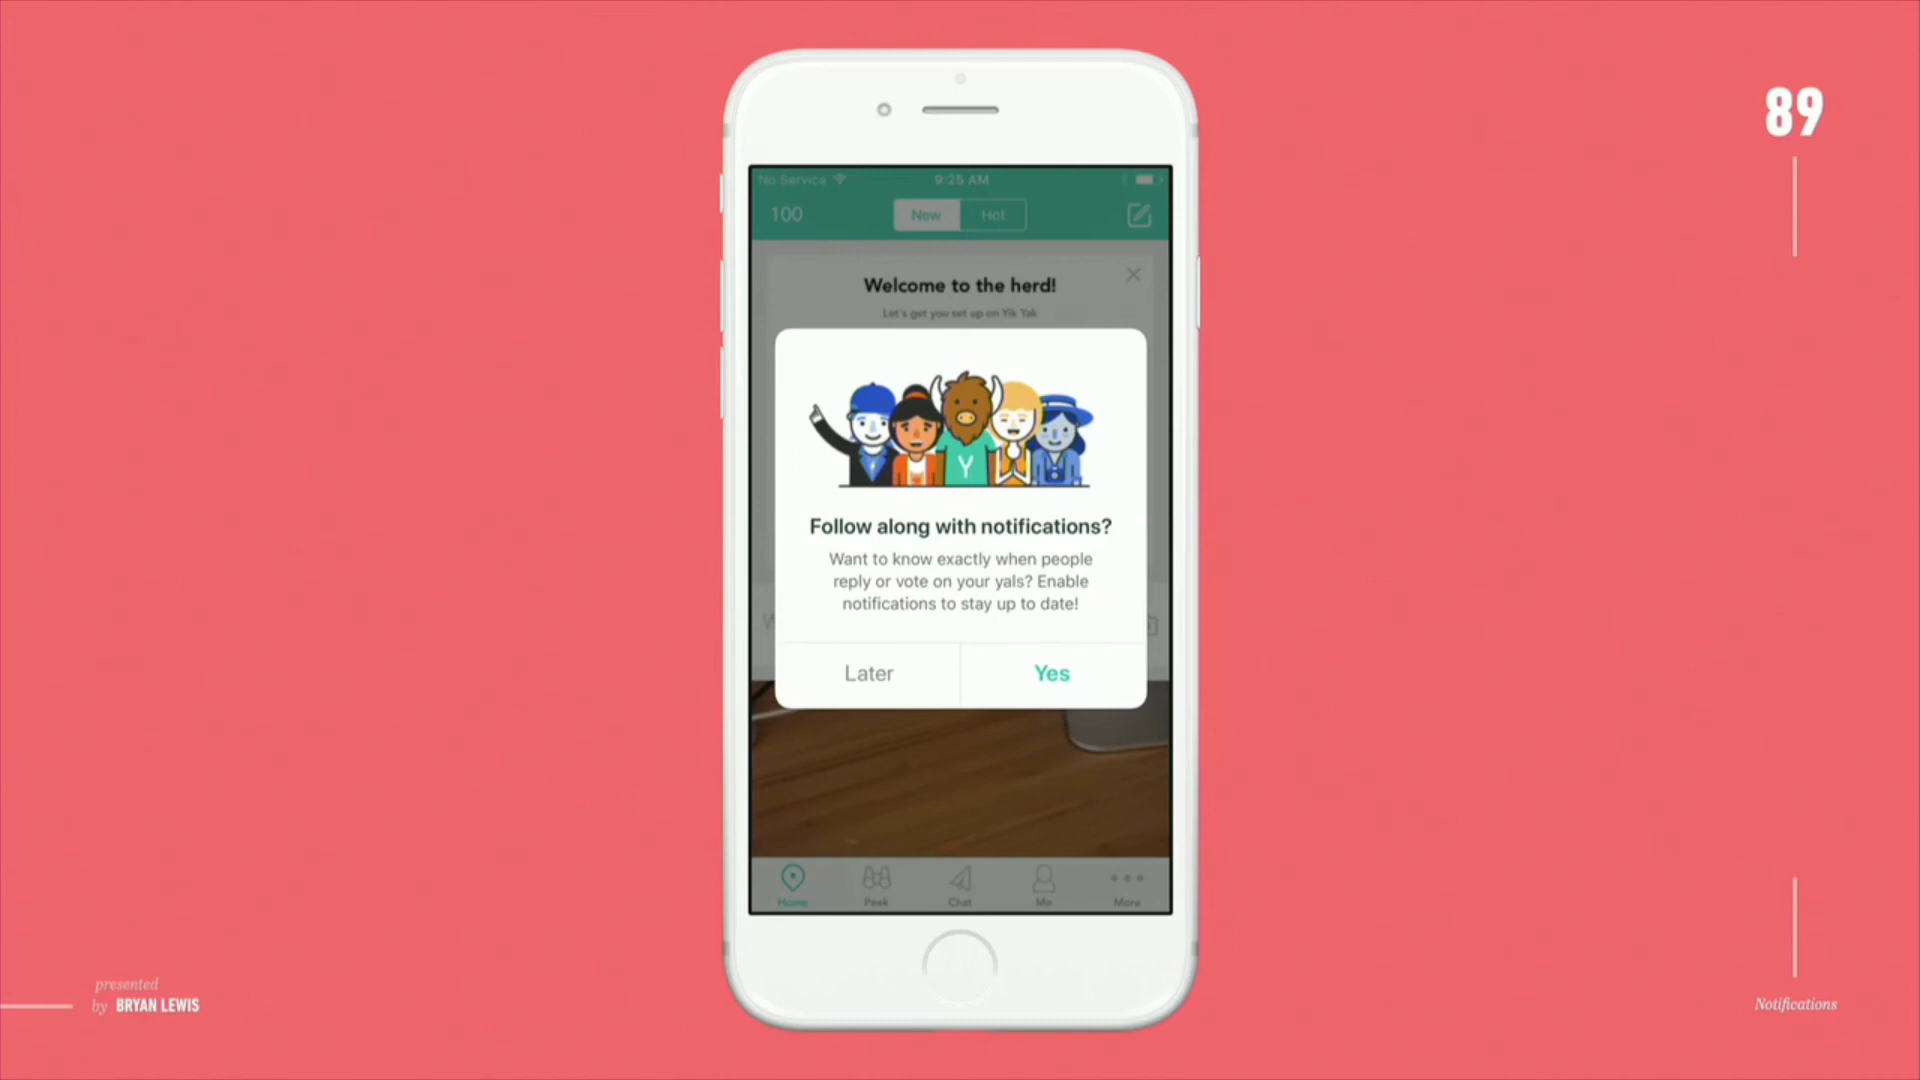 89
No Service 9:25 AM
100 New Hot
Welcome to the herd!
Let's get you set up on Yik Yak
Y
Follow along with notifications?
Want to know exactly when people
reply or vote on your yals? Enable
notifications to stay up to date!
Later Yes
Home Peek Chat Me More
presented
by BRYAN LEWIS
Notifications